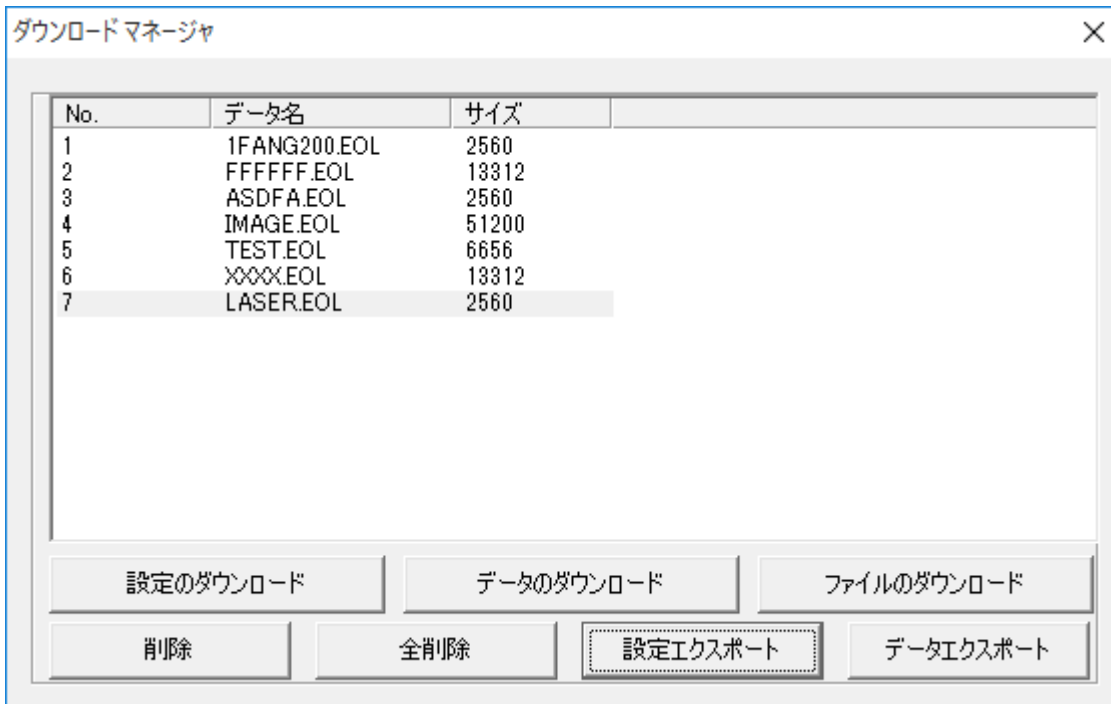 ダウンロード マネージャ
No. データ名 サイズ
1 1FANG200.EOL 2560
2 FFFFFF.EOL 13312
3 ASDFA.EOL 2560
4 IMAGE.EOL 51200
5 TEST.EOL 6656
6 XXXX.EOL 13312
7 LASER.EOL 2560
設定のダウンロード データのダウンロード ファイルのダウンロード
削除 全削除 設定エクスポート データエクスポート